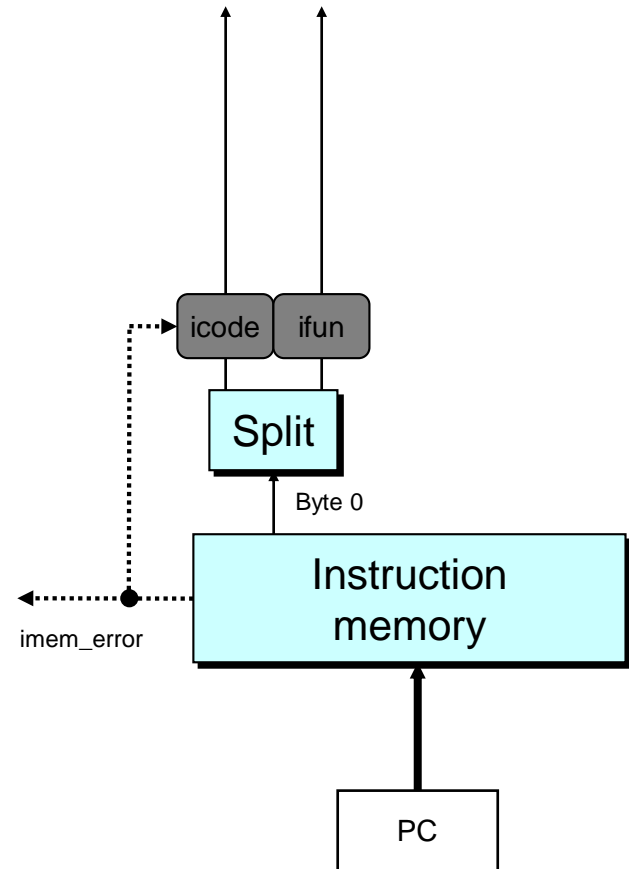 icode
ifun
Split
Byte 0
Instruction
memory
imem_error
PC